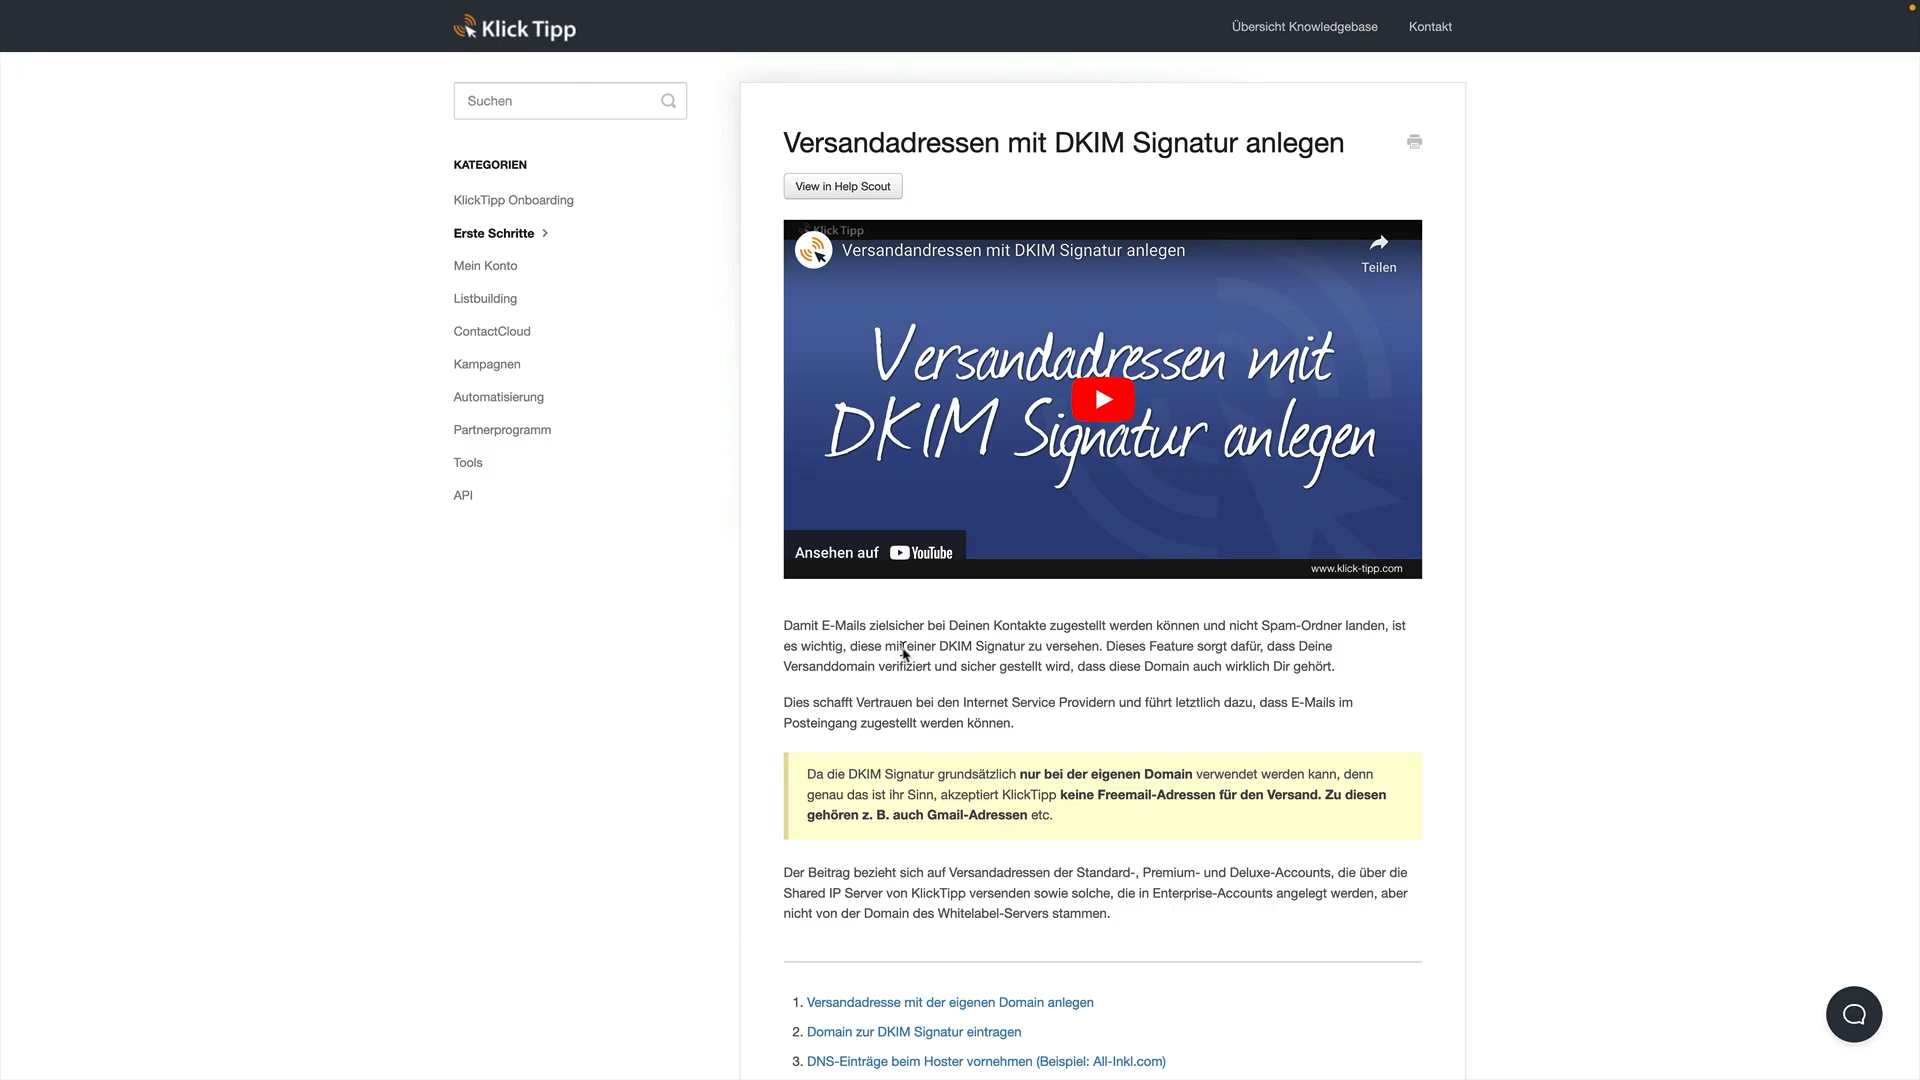 Klick Tipp
Übersicht Knowledgebase
Kontakt
Suchen
KATEGORIEN
KlickTipp Onboarding
Erste Schritte
Mein Konto
Listbuilding
ContactCloud
Kampagnen
Automatisierung
Partnerprogramm
Tools
API
Versandadressen mit DKIM Signatur anlegen
View in Help Scout
Klick Tipp
Versandandressen mit DKIM Signatur anlegen
Teilen
Versandadressen mit
DKIM Signatur anlegen
Ansehen auf YouTube
www.klick-tipp.com
Damit E-Mails zielsicher bei Deinen Kontakte zugestellt werden können und nicht Spam-Ordner landen, ist
es wichtig, diese mit einer DKIM Signatur zu versehen. Dieses Feature sorgt dafür, dass Deine
Versanddomain verifiziert und sicher gestellt wird, dass diese Domain auch wirklich Dir gehört.
Dies schafft Vertrauen bei den Internet Service Providern und führt letztlich dazu, dass E-Mails im
Posteingang zugestellt werden können.
Da die DKIM Signatur grundsätzlich nur bei der eigenen Domain verwendet werden kann, denn
genau das ist ihr Sinn, akzeptiert KlickTipp keine Freemail-Adressen für den Versand. Zu diesen
gehören z. B. auch Gmail-Adressen etc.
Der Beitrag bezieht sich auf Versandadressen der Standard-, Premium- und Deluxe-Accounts, die über die
Shared IP Server von KlickTipp versenden sowie solche, die in Enterprise-Accounts angelegt werden, aber
nicht von der Domain des Whitelabel-Servers stammen.
1. Versandadresse mit der eigenen Domain anlegen
2. Domain zur DKIM Signatur eintragen
3. DNS-Einträge beim Hoster vornehmen (Beispiel: All-Inkl.com)